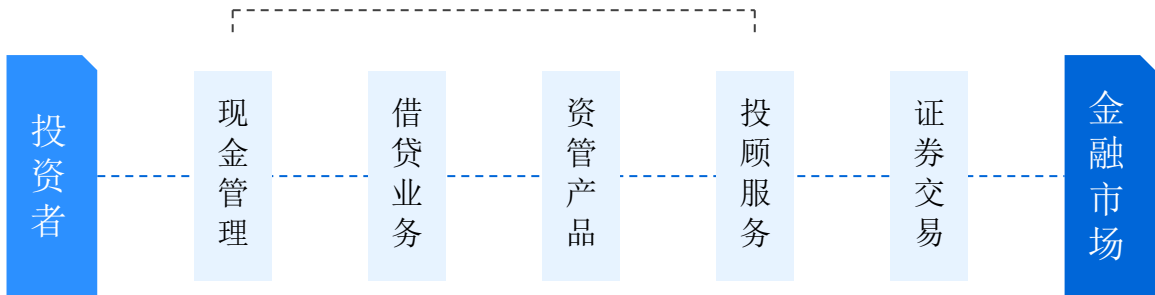 投资者
现金管理
借贷业务
资管产品
投顾服务
证券交易
金融市场